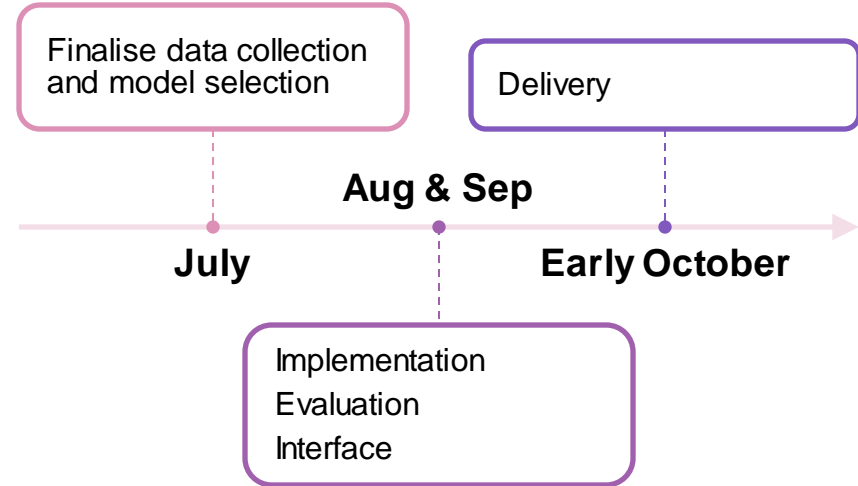 Finalise data collection
and model selection
Delivery
Aug & Sep
July
Early October
Implementation
Evaluation
Interface